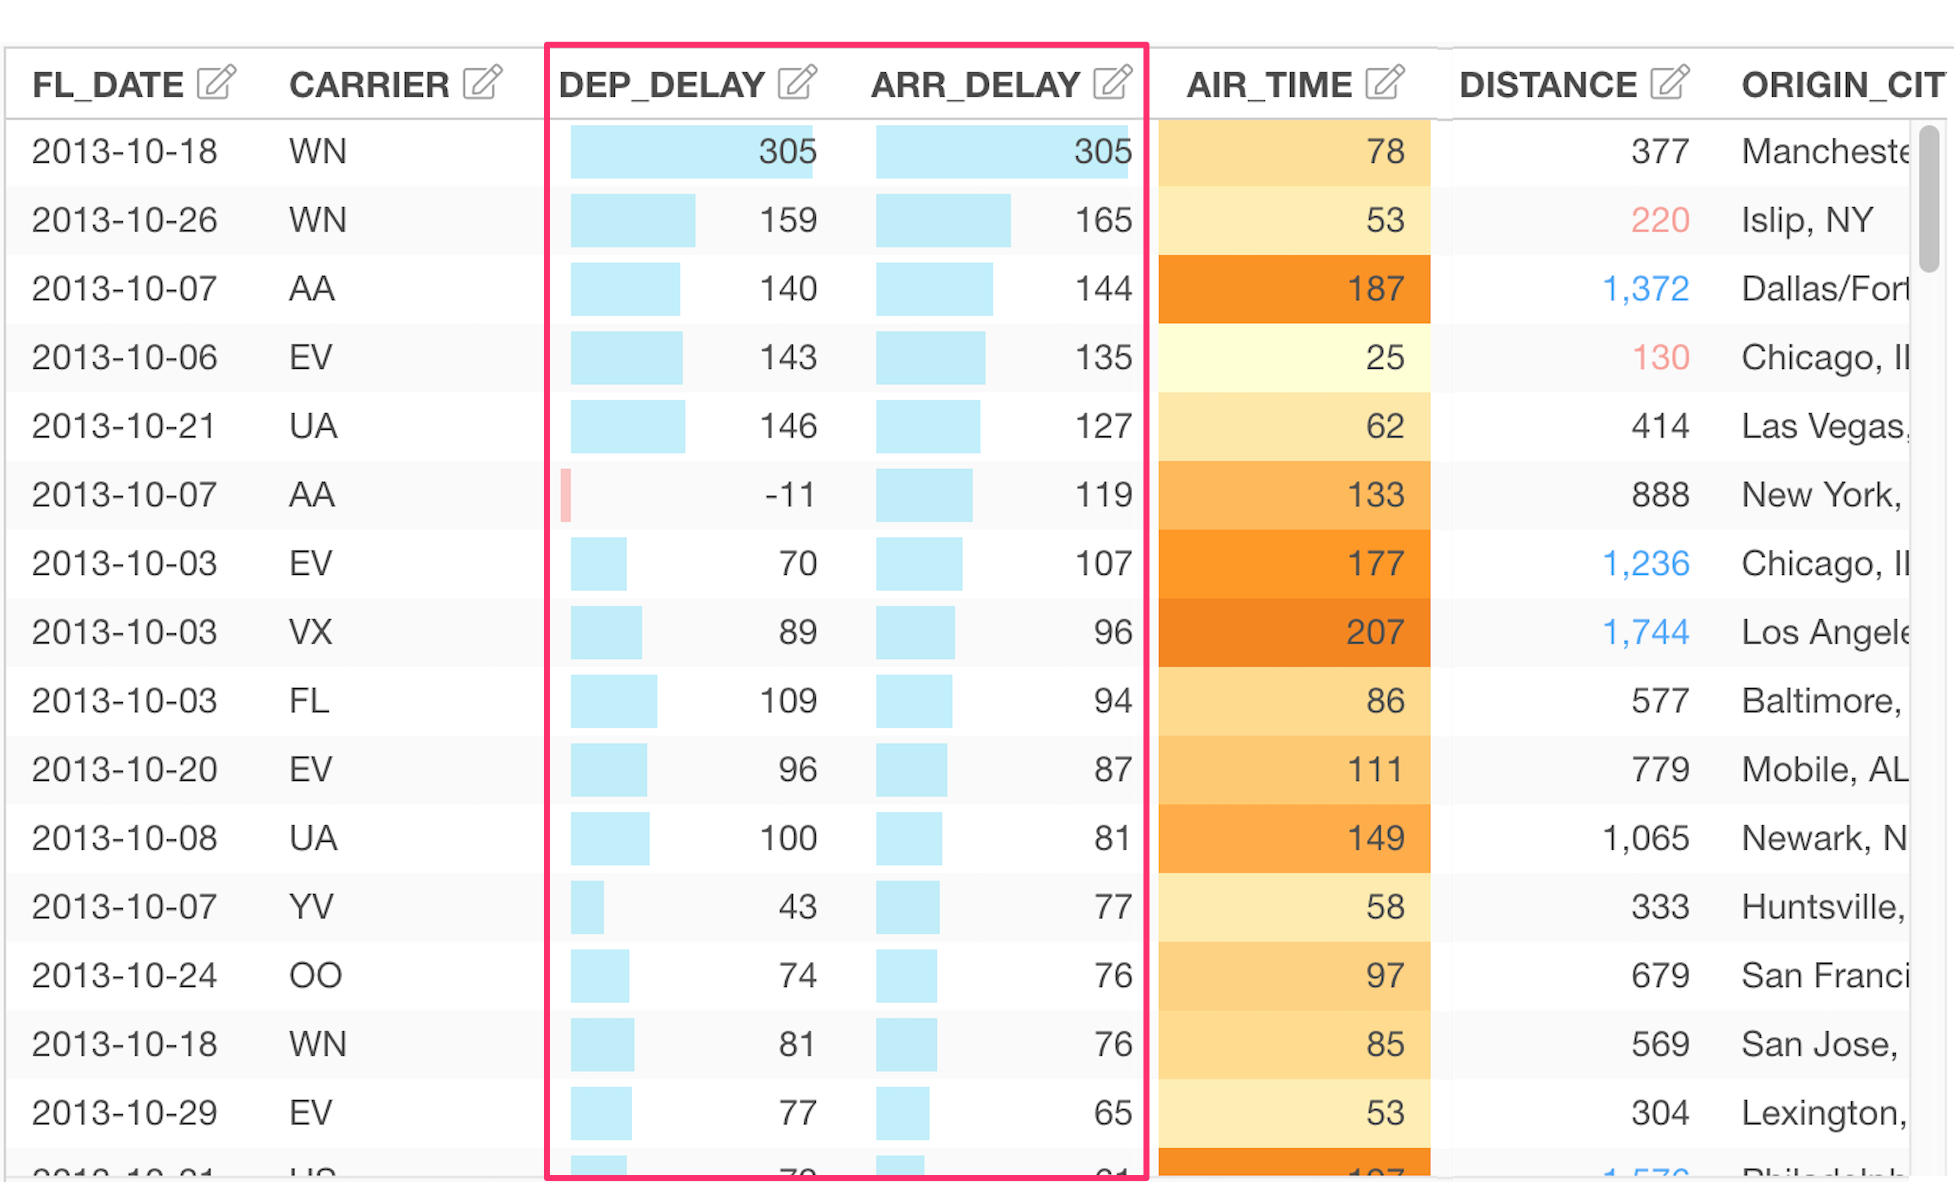 FL_DATE CARRIER DEP_DELAY ARR_DELAY AIR_TIME DISTANCE ORIGIN_CIT
2013-10-18 WN 305 305 78 377 Mancheste
2013-10-26 WN 159 165 53 220 Islip, NY
2013-10-07 AA 140 144 187 1,372 Dallas/Fort
2013-10-06 EV 143 135 25 130 Chicago, Il
2013-10-21 UA 146 127 62 414 Las Vegas,
2013-10-07 AA -11 119 133 888 New York,
2013-10-03 EV 70 107 177 1,236 Chicago, Il
2013-10-03 VX 89 96 207 1,744 Los Angele
2013-10-03 FL 109 94 86 577 Baltimore,
2013-10-20 EV 96 87 111 779 Mobile, AL
2013-10-08 UA 100 81 149 1,065 Newark, N
2013-10-07 YV 43 77 58 333 Huntsville,
2013-10-24 OO 74 76 97 679 San Franci
2013-10-18 WN 81 76 85 569 San Jose,
2013-10-29 EV 77 65 53 304 Lexington,